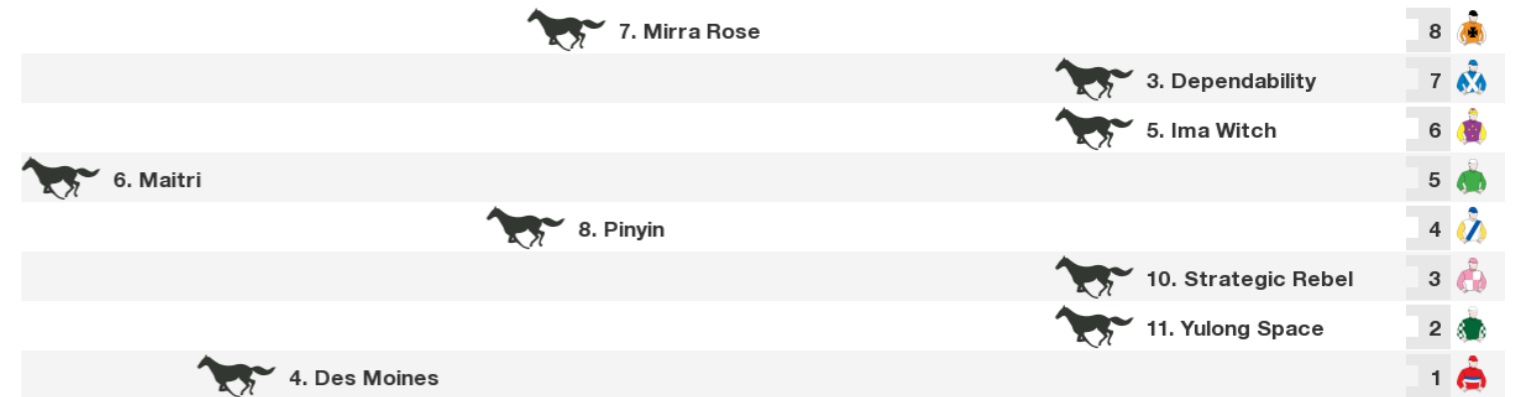 7. Mirra Rose 8
3. Dependability 7
5. Ima Witch 6
6. Maitri 5
8. Pinyin 4
10. Strategic Rebel 3
11. Yulong Space 2
4. Des Moines 1